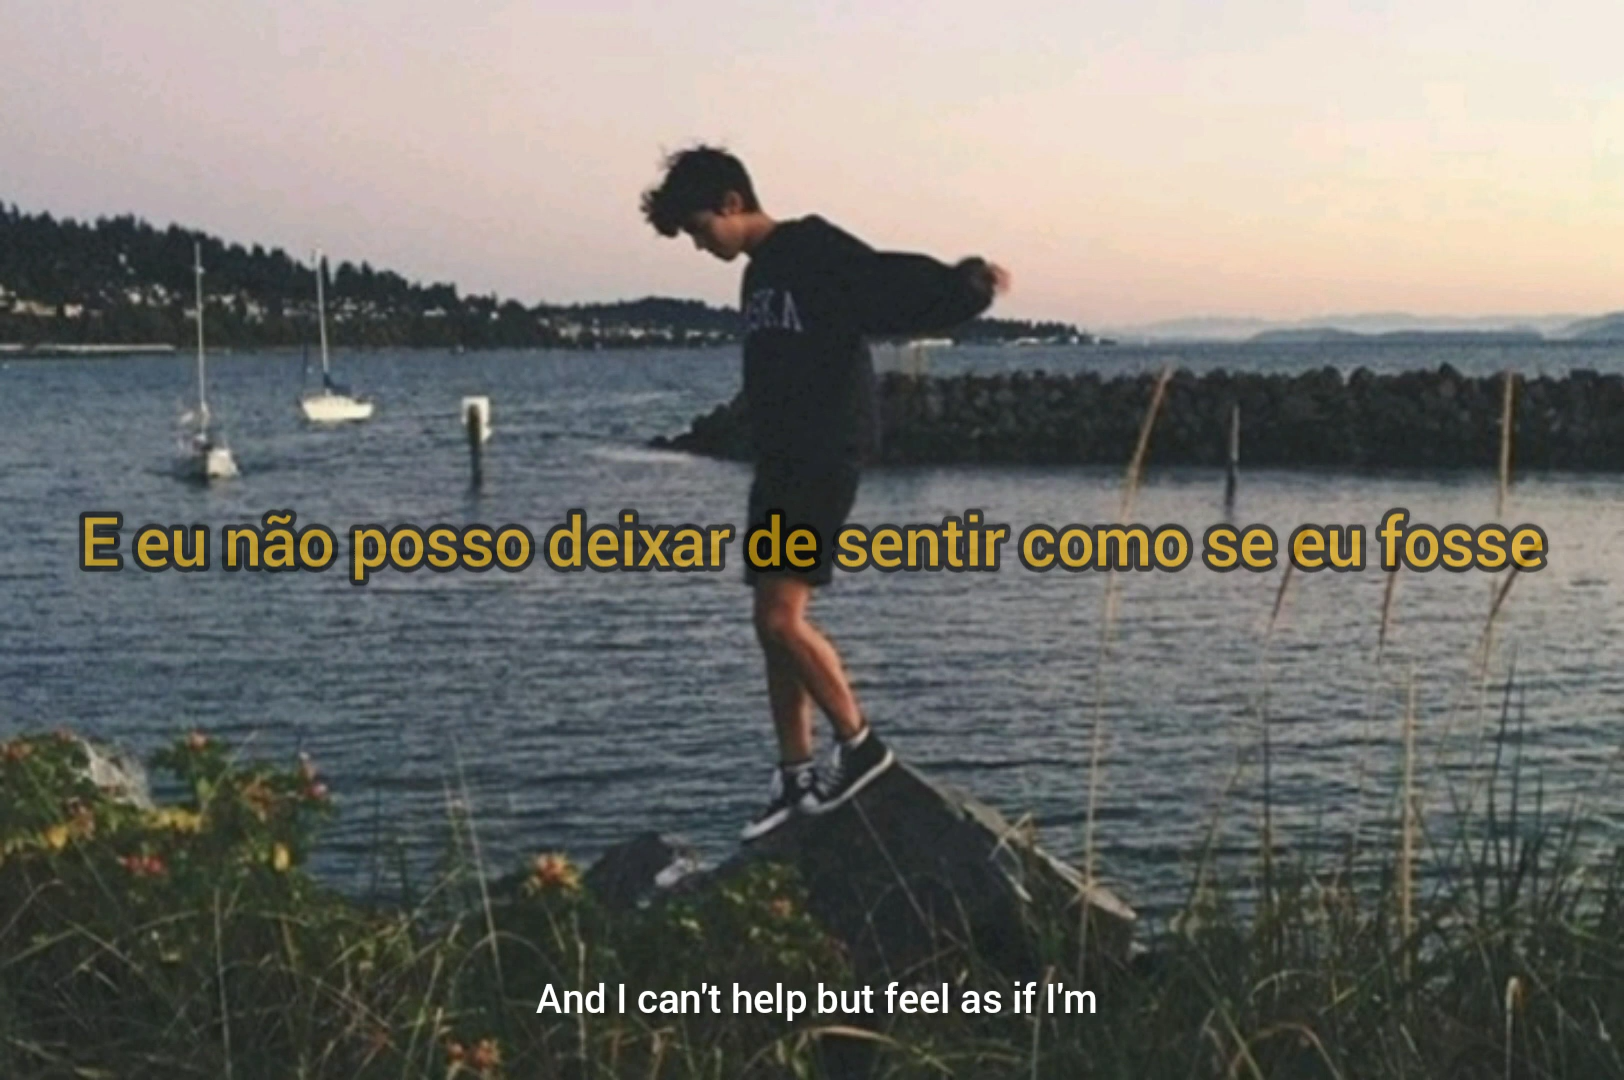 E eu não posso deixar de sentir como se eu fosse
And I can't help but feel as if I'm